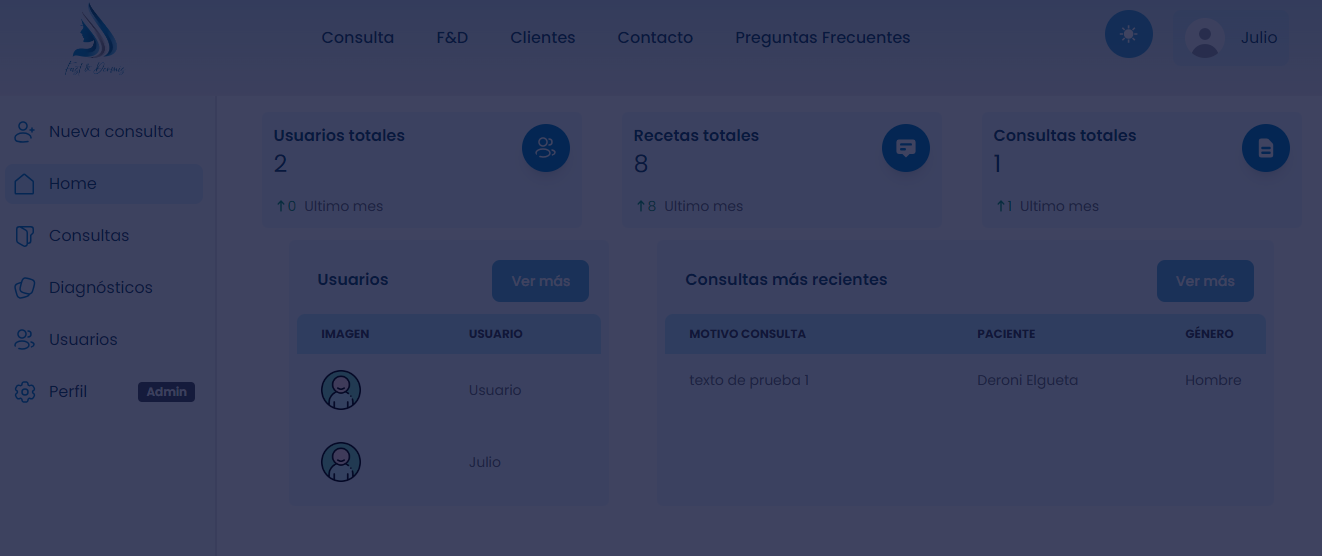 Consulta F&D Clientes Contacto Preguntas Frecuentes Julio
Nueva consulta
Home
Consultas
Diagnósticos
Usuarios
Perfil Admin
Usuarios totales
2
↑0 Ultimo mes
Recetas totales
8
↑8 Ultimo mes
Consultas totales
1
↑1 Ultimo mes
Usuarios Ver más
IMAGEN USUARIO
Usuario
Julio
Consultas más recientes Ver más
MOTIVO CONSULTA PACIENTE GÉNERO
texto de prueba 1 Deroni Elgueta Hombre